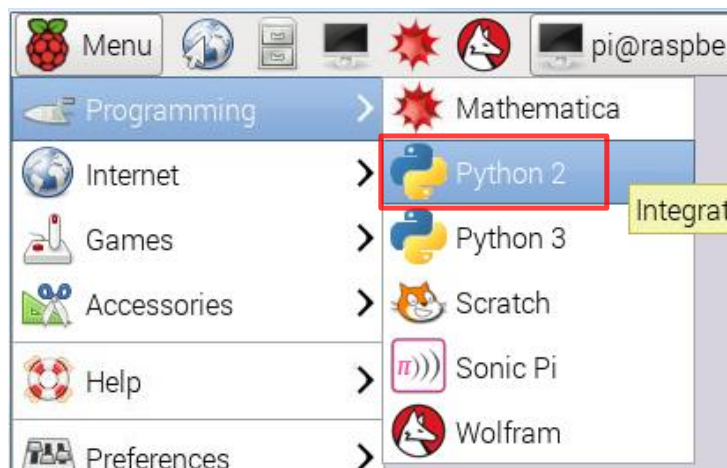 Menu
pi@raspbe
Programming
Internet
Games
Accessories
Help
Preferences
Mathematica
Python 2
Python 3
Scratch
π)))
Sonic Pi
Wolfram
Integrat